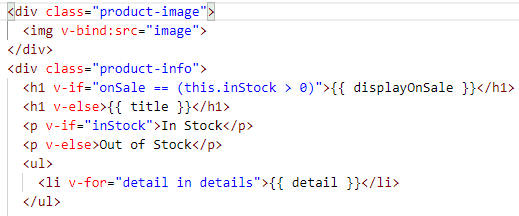 <div class="product-image">
<img v-bind:src="image">
</div>
<div class="product-info">
<h1 v-if="onSale == (this.inStock > 0)">{{ displayOnSale }}</h1>
<h1 v-else>{{ title }}</h1>
<p v-if="inStock">In Stock</p>
<p v-else>Out of Stock</p>
<ul>
<li v-for="detail in details">{{ detail }}</li>
</ul>